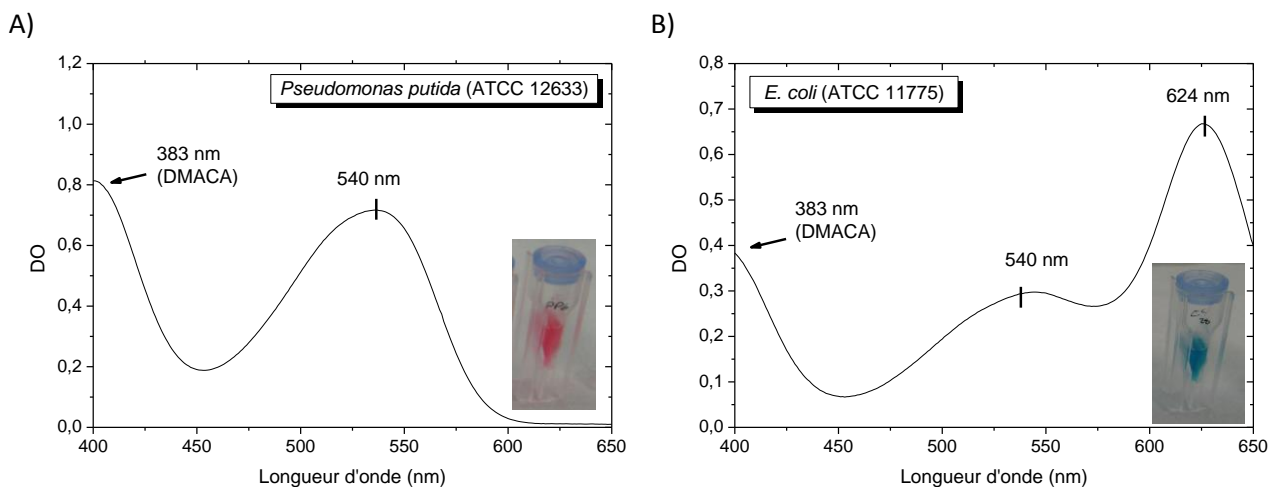 A)
Pseudomonas putida (ATCC 12633)
383 nm
(DMACA)
540 nm
DO
1,2
1,0
0,8
0,6
0,4
0,2
0,0
400 450 500 550 600 650
Longueur d'onde (nm)
B)
E. coli (ATCC 11775)
624 nm
383 nm
(DMACA)
540 nm
DO
0,8
0,7
0,6
0,5
0,4
0,3
0,2
0,1
0,0
400 450 500 550 600 650
Longueur d'onde (nm)